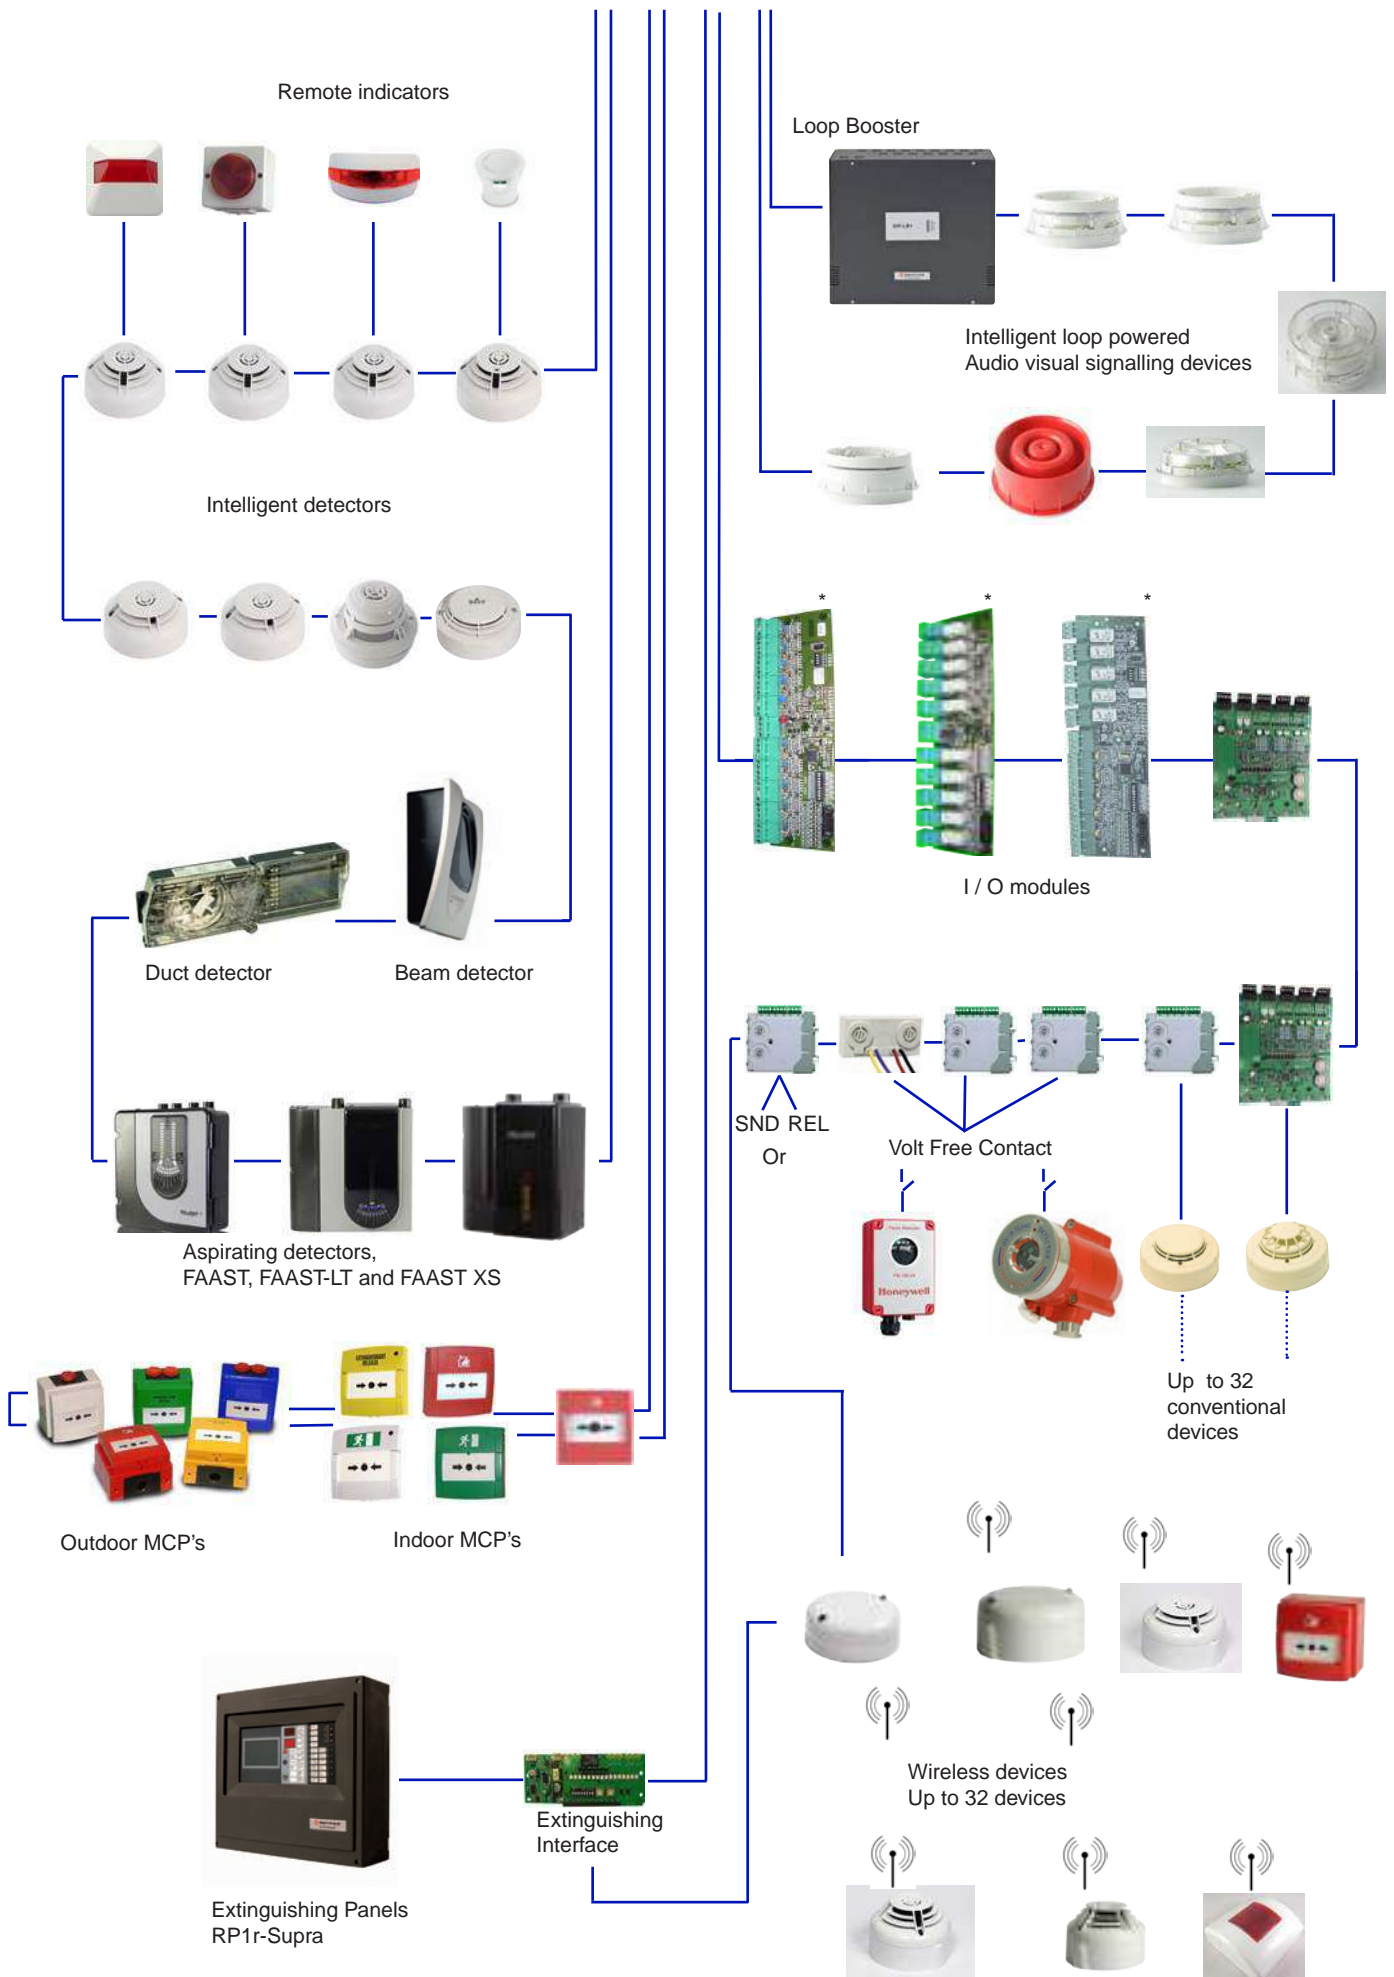 Remote indicators
Loop Booster
Intelligent loop powered
Audio visual signalling devices
Intelligent detectors
*
*
*
I / O modules
Duct detector
Beam detector
SND REL
Or
Volt Free Contact
Aspirating detectors,
FAAST, FAAST-LT and FAAST XS
Honeywell
Up to 32
conventional
devices
Outdoor MCP's
Indoor MCP's
Wireless devices
Up to 32 devices
Extinguishing
Interface
Extinguishing Panels
RP1r-Supra